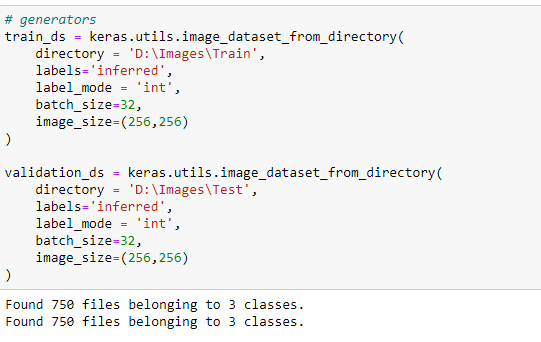 # generators
train_ds = keras.utils.image_dataset_from_directory(
    directory = 'D:\Images\Train',
    labels='inferred',
    label_mode = 'int',
    batch_size=32,
    image_size=(256,256)
)

validation_ds = keras.utils.image_dataset_from_directory(
    directory = 'D:\Images\Test',
    labels='inferred',
    label_mode = 'int',
    batch_size=32,
    image_size=(256,256)
)
Found 750 files belonging to 3 classes.
Found 750 files belonging to 3 classes.